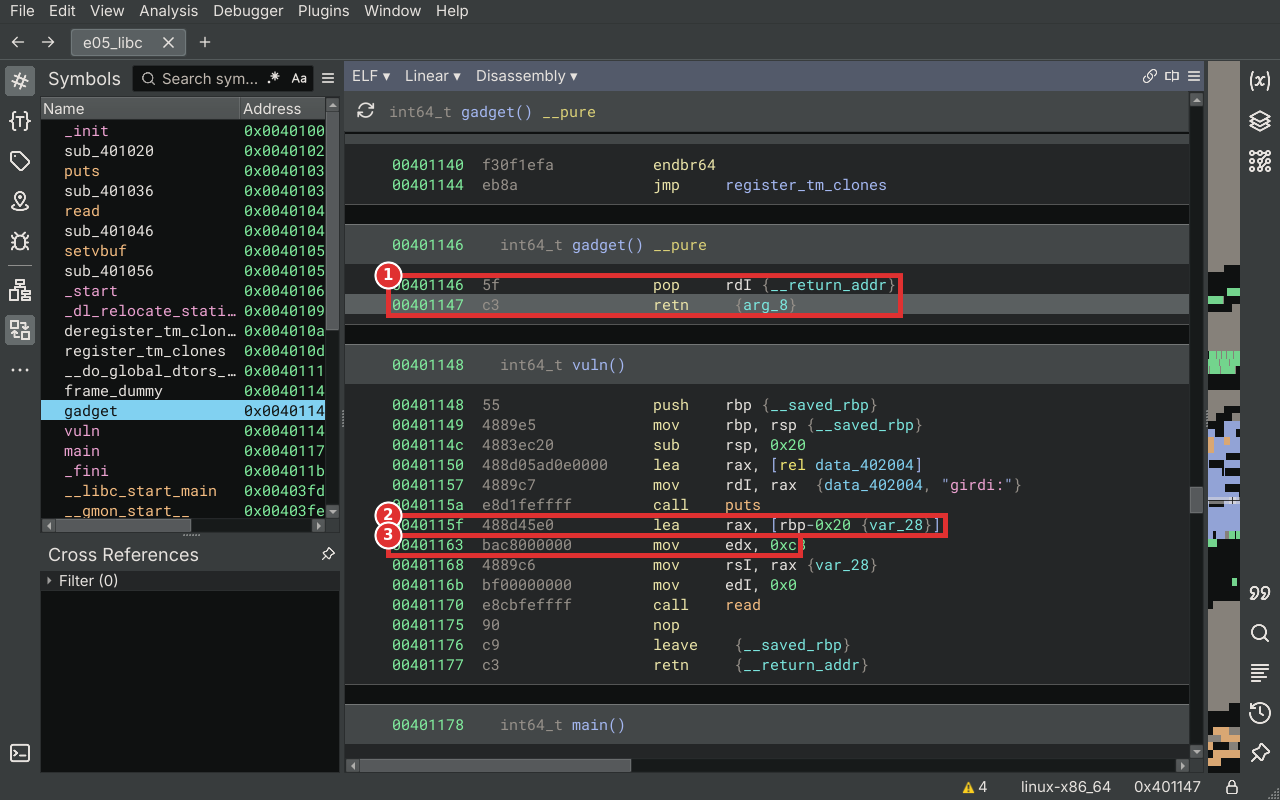 File Edit View Analysis Debugger Plugins Window Help
e05_libc
Symbols
Search sym...
.* Aa
Name Address
_init 0x0040100
sub_401020 0x0040102
puts 0x0040103
sub_401036 0x0040103
read 0x0040104
sub_401046 0x0040104
setvbuf 0x0040105
sub_401056 0x0040105
_start 0x0040106
_dl_relocate_stati… 0x0040109
deregister_tm_clon… 0x004010a
register_tm_clones 0x004010d
__do_global_dtors_… 0x0040111
frame_dummy 0x0040114
gadget 0x0040114
vuln 0x0040114
main 0x0040117
_fini 0x004011b
__libc_start_main 0x00403fd
__gmon_start__ 0x00403fe
Cross References
Filter (0)
ELF ▾ Linear ▾ Disassembly ▾
int64_t gadget() __pure
00401140 f30f1efa endbr64
00401144 eb8a jmp register_tm_clones
00401146 int64_t gadget() __pure
1
00401146 5f pop rdI {__return_addr}
00401147 c3 retn {arg_8}
00401148 int64_t vuln()
00401148 55 push rbp {__saved_rbp}
00401149 4889e5 mov rbp, rsp {__saved_rbp}
0040114c 4883ec20 sub rsp, 0x20
00401150 488d05ad0e0000 lea rax, [rel data_402004]
00401157 4889c7 mov rdI, rax {data_402004, "girdi:"}
0040115a e8d1feffff call puts
2
0040115f 488d45e0 lea rax, [rbp-0x20 {var_28}]
3
00401163 bac8000000 mov edx, 0xc8
00401168 4889c6 mov rsI, rax {var_28}
0040116b bf00000000 mov edI, 0x0
00401170 e8cbfeffff call read
00401175 90 nop
00401176 c9 leave {__saved_rbp}
00401177 c3 retn {__return_addr}
00401178 int64_t main()
4 linux-x86_64 0x401147